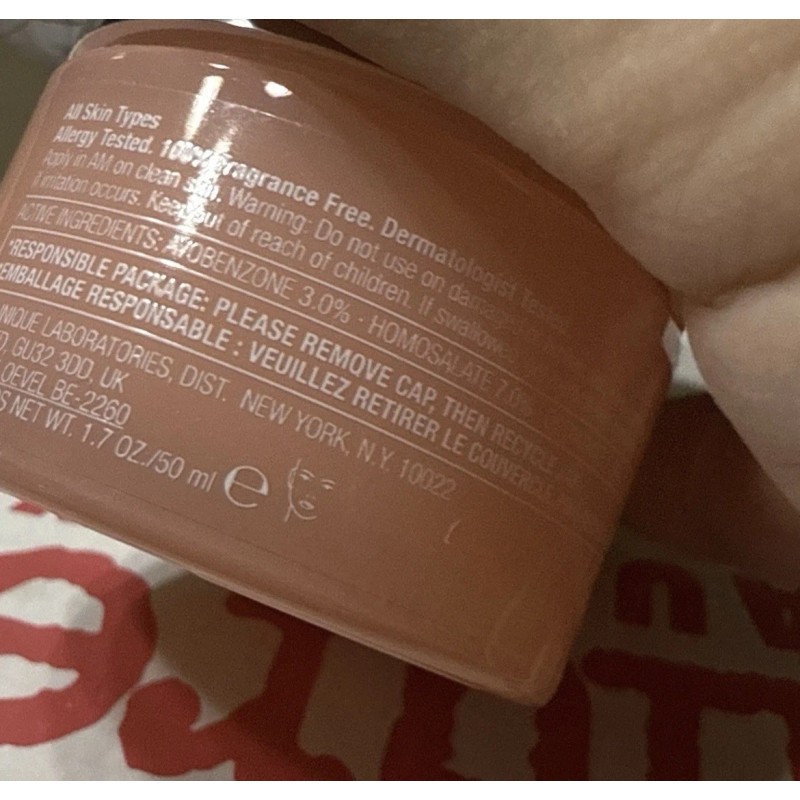 All Skin Types
Allergy Tested. 100% Fragrance Free. Dermatologist Tested.
Apply in AM on clean skin. Warning: Do not use on damaged
if irritation occurs. Keep out of reach of children. If swallowed,
ACTIVE INGREDIENTS: AVOBENZONE 3.0% · HOMOSALATE 7.0%
*RESPONSIBLE PACKAGE: PLEASE REMOVE CAP, THEN RECYCLE
EMBALLAGE RESPONSABLE : VEUILLEZ RETIRER LE COUVERCLE
NIQUE LABORATORIES, DIST. NEW YORK, N.Y. 10022
GU32 3DD, UK
OEVEL BE-2260
NET WT. 1.7 OZ./50 ml e